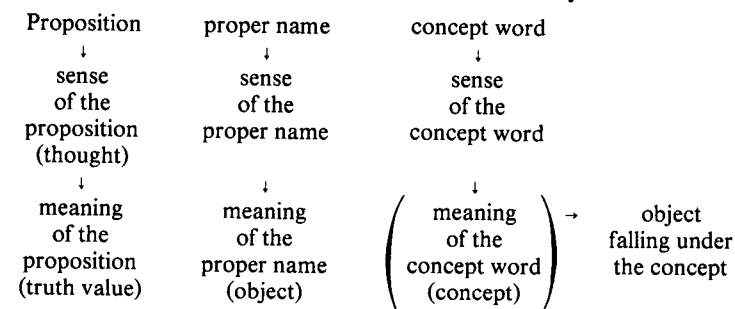 Proposition proper name concept word
↓ ↓ ↓
sense sense sense
of the of the of the
proposition proper name concept word
(thought)
↓ ↓ ↓
meaning meaning meaning → object
of the of the of the falling under
proposition proper name concept word the concept
(truth value) (object) (concept)